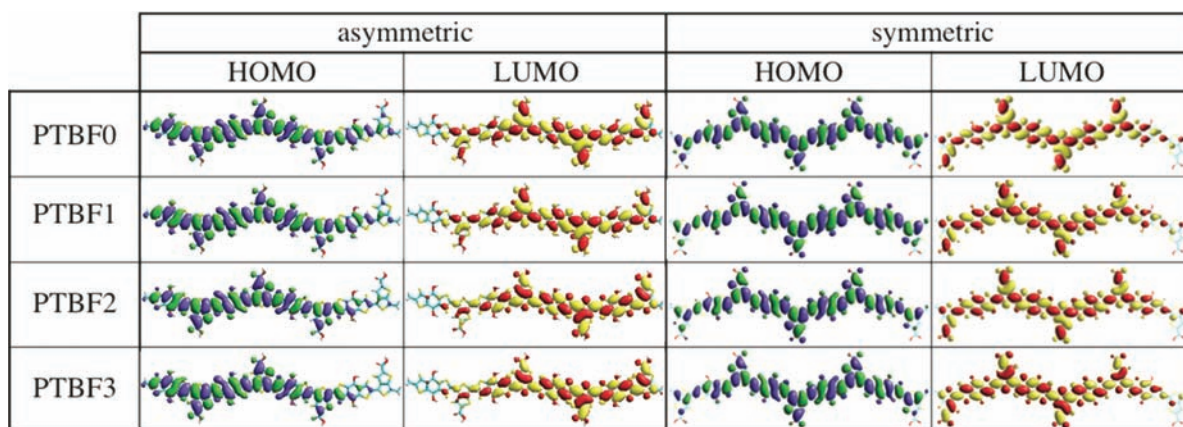 asymmetric symmetric
HOMO LUMO HOMO LUMO
PTBF0
PTBF1
PTBF2
PTBF3